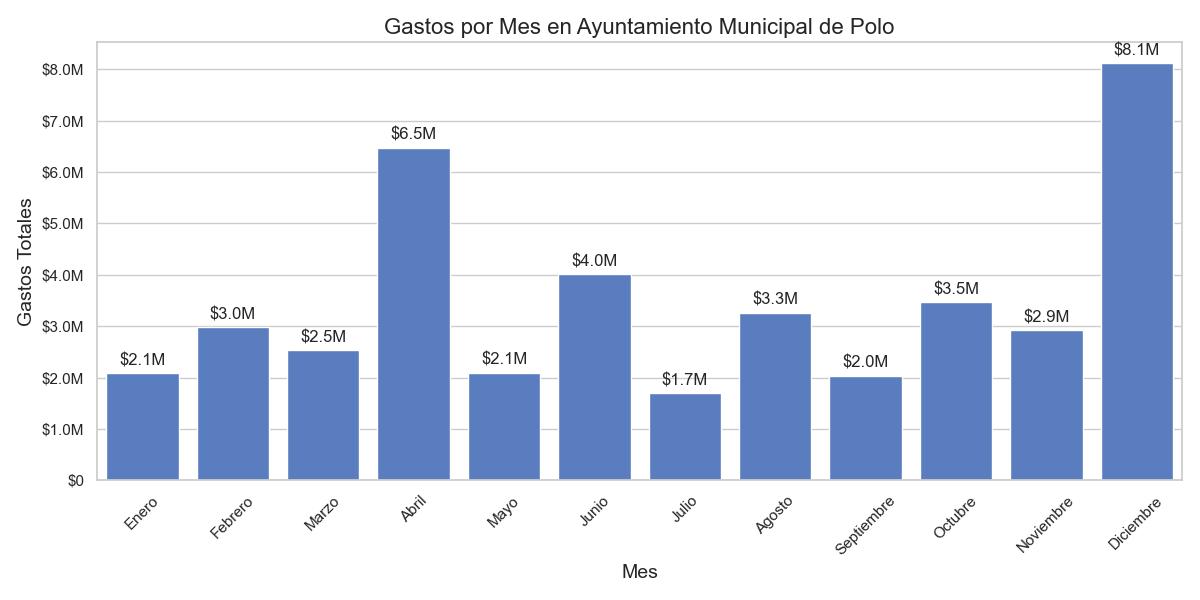 Gastos por Mes en Ayuntamiento Municipal de Polo
Gastos Totales
$8.0M
$7.0M
$6.0M
$5.0M
$4.0M
$3.0M
$2.0M
$1.0M
$0
$2.1M
$3.0M
$2.5M
$6.5M
$2.1M
$4.0M
$1.7M
$3.3M
$2.0M
$3.5M
$2.9M
$8.1M
Enero
Febrero
Marzo
Abril
Mayo
Junio
Julio
Agosto
Septiembre
Octubre
Noviembre
Diciembre
Mes